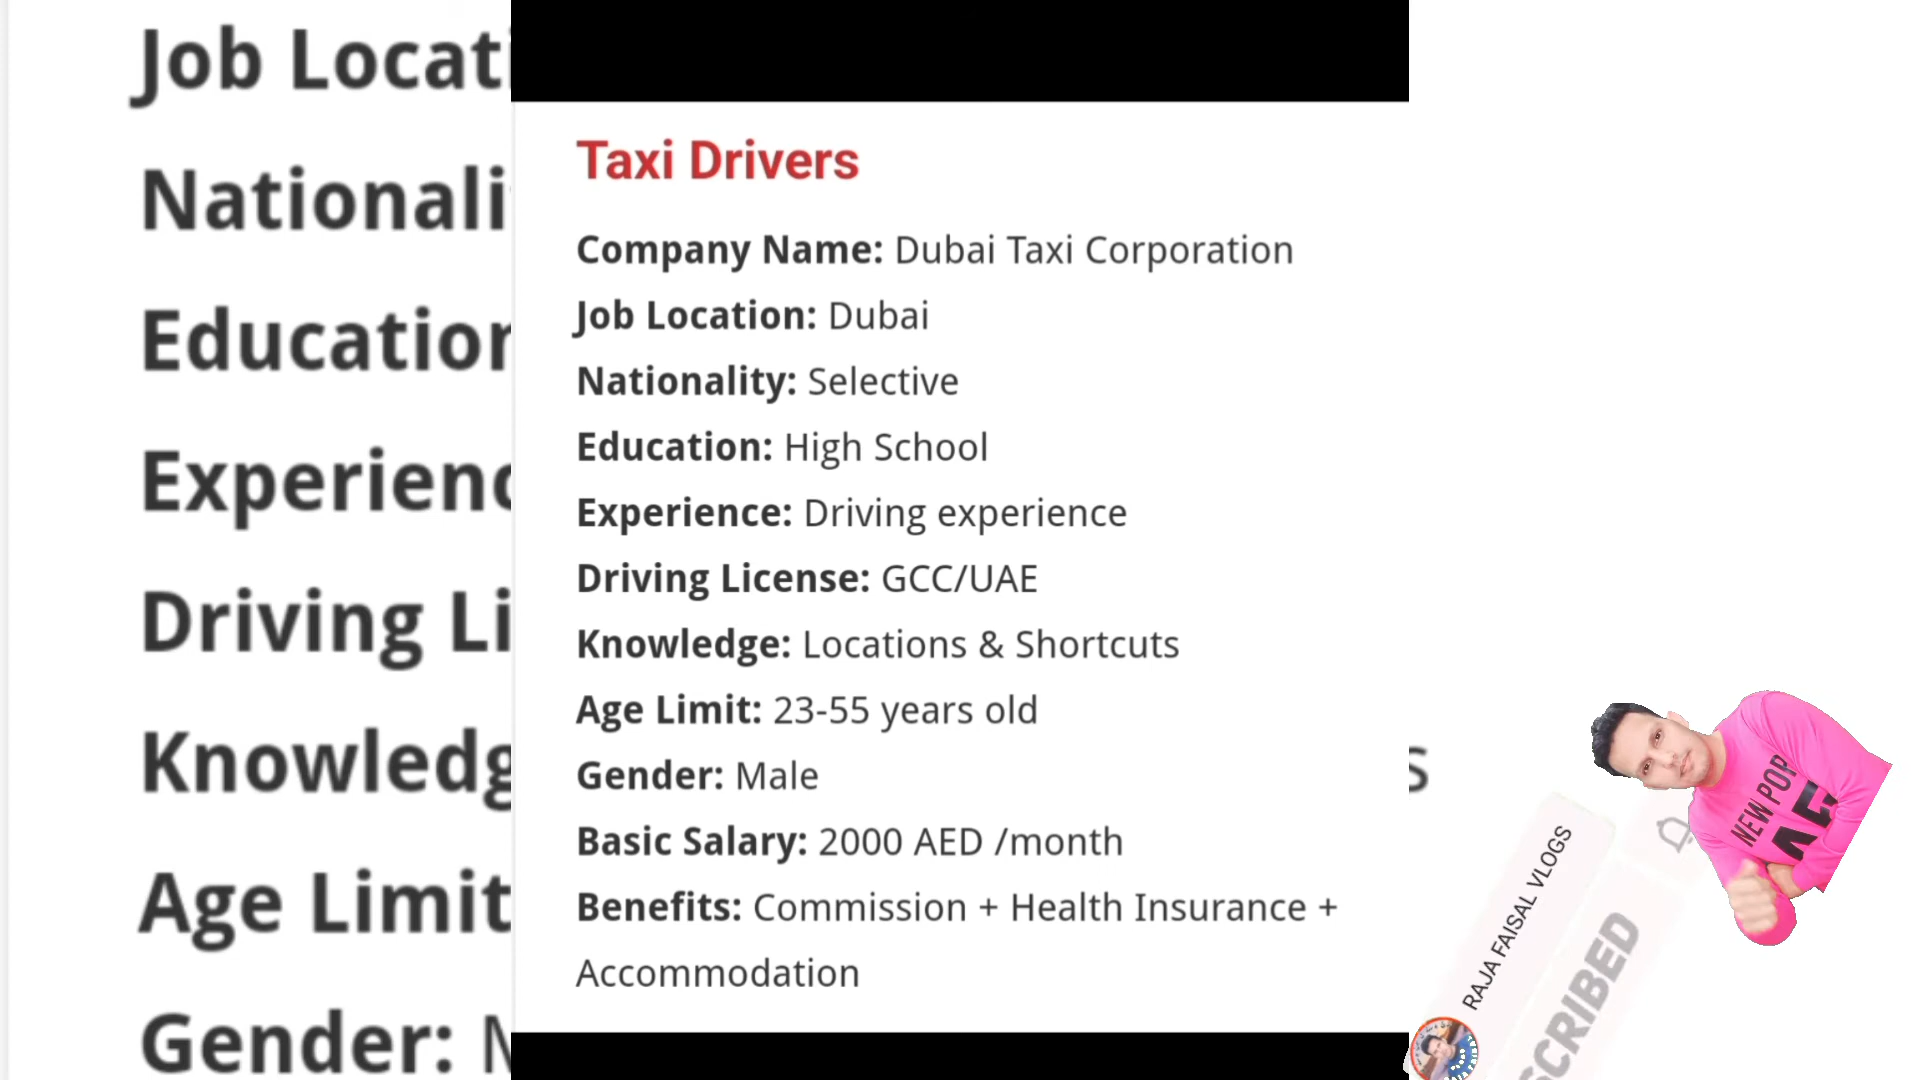 Job Locati
Nationali
Education
Experienc
Driving Li
Knowledg
Age Limit
Gender:
Taxi Drivers
Company Name: Dubai Taxi Corporation
Job Location: Dubai
Nationality: Selective
Education: High School
Experience: Driving experience
Driving License: GCC/UAE
Knowledge: Locations & Shortcuts
Age Limit: 23-55 years old
Gender: Male
Basic Salary: 2000 AED /month
Benefits: Commission + Health Insurance +
Accommodation
s
NEW POP
RAJA FAISAL VLOGS
SCRIBED